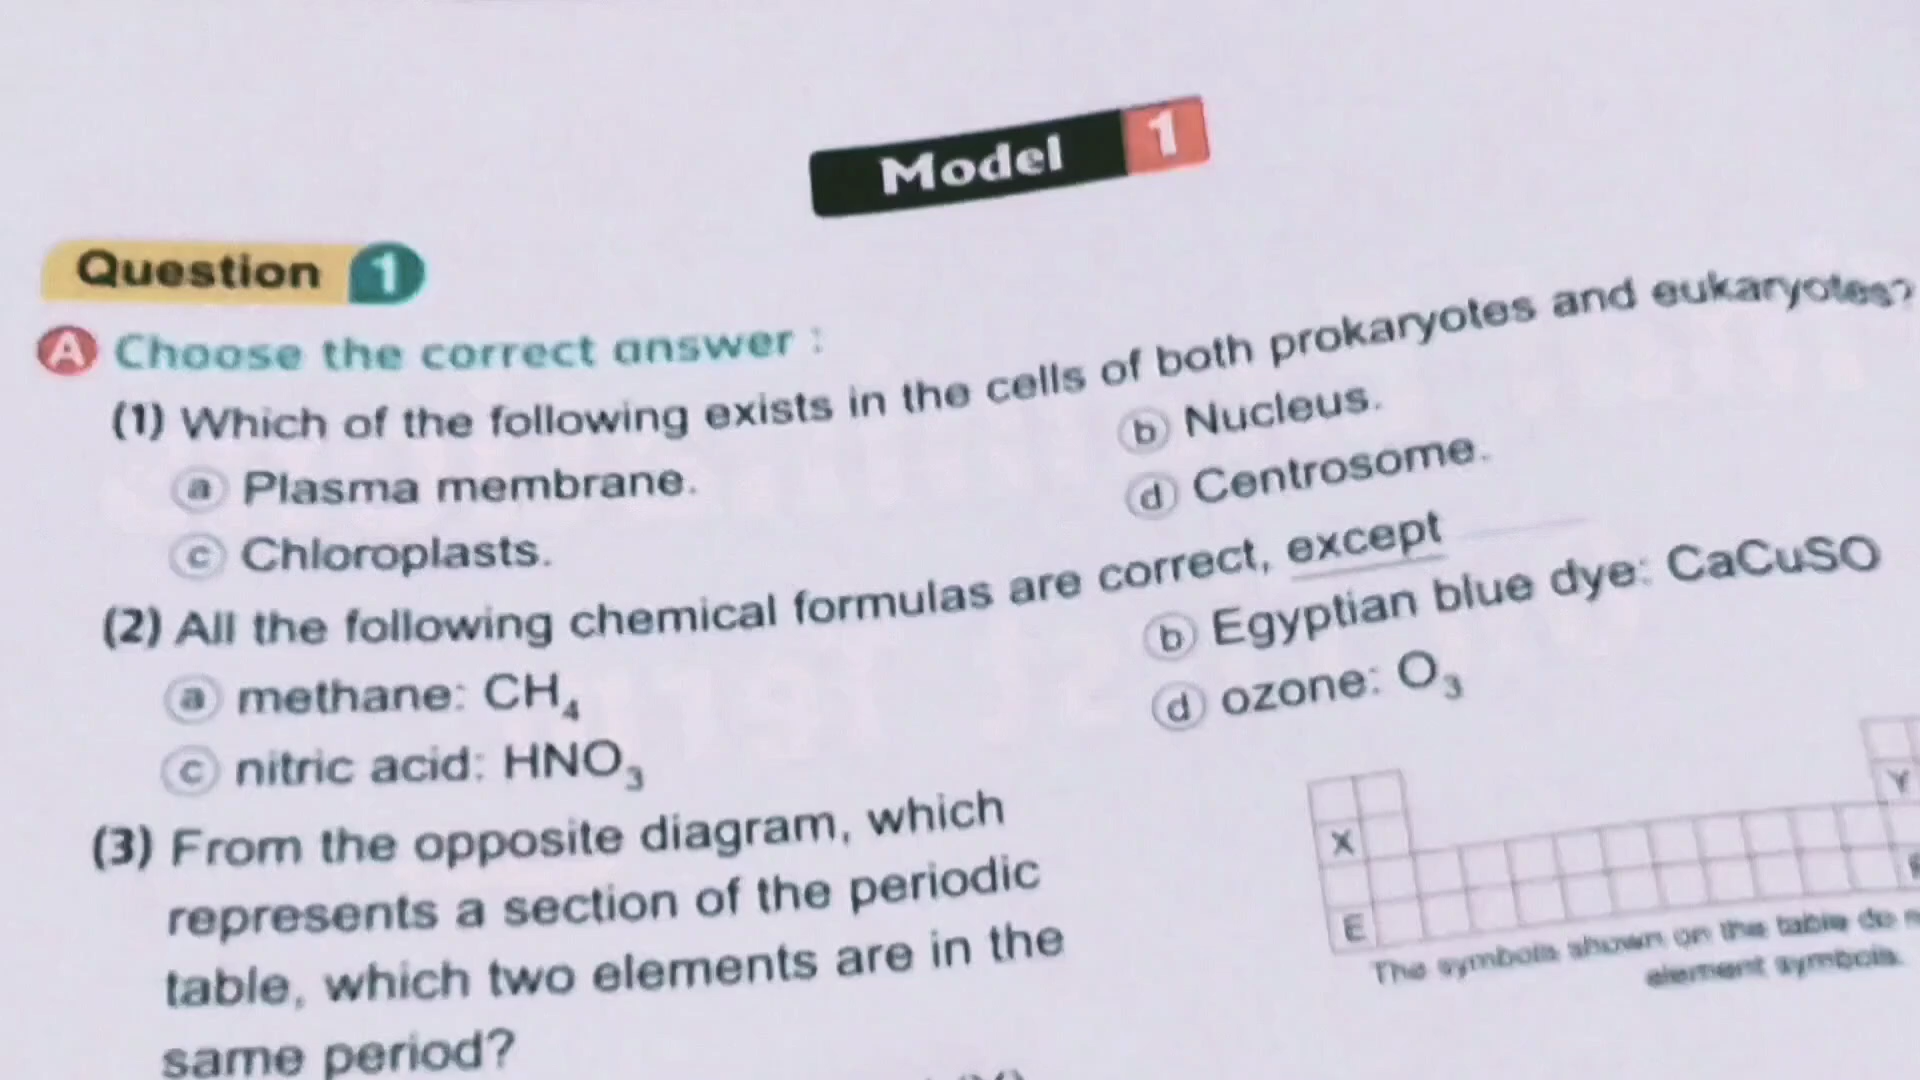 Model 1
Question 1
A Choose the correct answer :
(1) Which of the following exists in the cells of both prokaryotes and eukaryotes?
a Plasma membrane.
b Nucleus.
c Chloroplasts.
d Centrosome.
(2) All the following chemical formulas are correct, except
a methane: CH₄
b Egyptian blue dye: CaCuSO
c nitric acid: HNO₃
d ozone: O₃
(3) From the opposite diagram, which
represents a section of the periodic
table, which two elements are in the
same period?
X
Y
E
The symbols shown on the table do
element symbols.